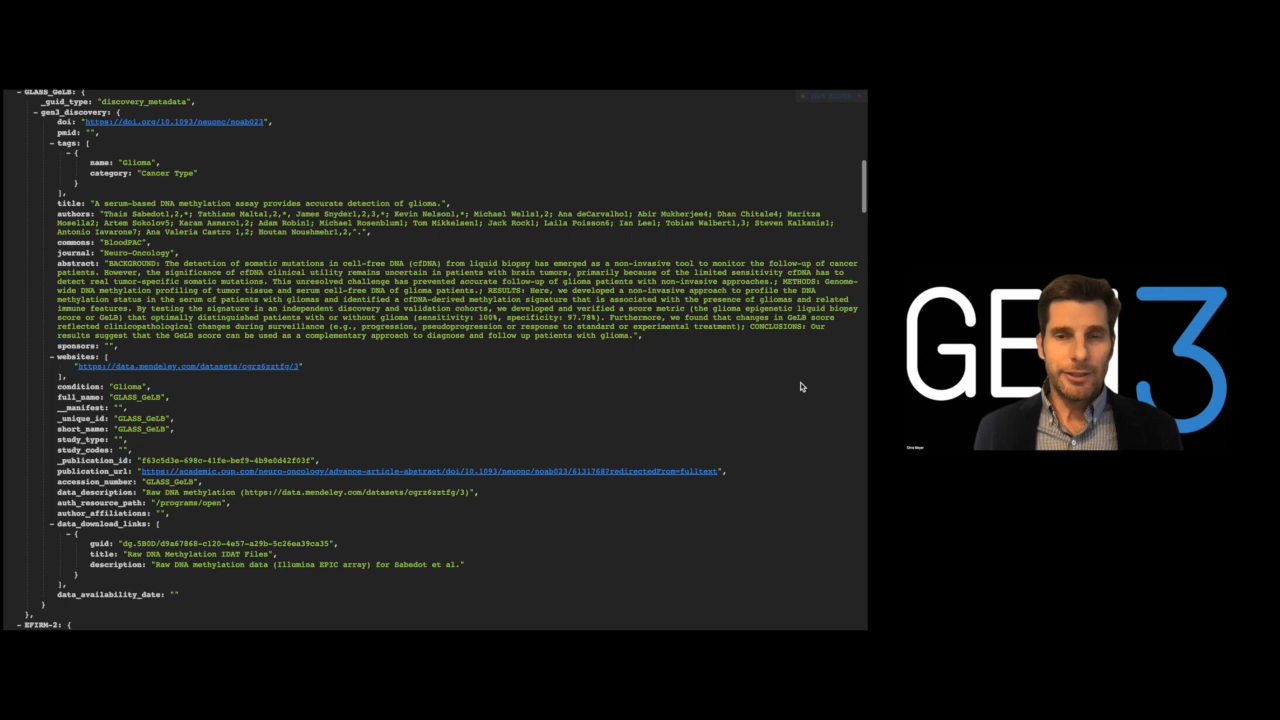 - GLASS_GeLB: {
_guid_type: "discovery_metadata",
- gen3_discovery: {
doi: "https://doi.org/10.1093/neuonc/noab023",
pmid: "",
- tags: [
- {
name: "Glioma",
category: "Cancer Type"
}
],
title: "A serum-based DNA methylation assay provides accurate detection of glioma.",
authors: "Thais Sabedot1,2,*; Tathiane Malta1,2,*, James Snyder1,2,3,*; Kevin Nelson1,*; Michael Wells1,2; Ana deCarvalho1; Abir Mukherjee4; Dhan Chitale4; Maritza
Mosella2; Artem Sokolov5; Karam Asmaro1,2; Adam Robin1; Michael Rosenblum1; Tom Mikkelsen1; Jack Rock1; Laila Poisson6; Ian Lee1; Tobias Walbert1,3; Steven Kalkanis1;
Antonio Iavarone7; Ana Valeria Castro 1,2; Houtan Noushmehr1,2,^.",
commons: "BloodPAC",
journal: "Neuro-Oncology",
abstract: "BACKGROUND: The detection of somatic mutations in cell-free DNA (cfDNA) from liquid biopsy has emerged as a non-invasive tool to monitor the follow-up of cancer
patients. However, the significance of cfDNA clinical utility remains uncertain in patients with brain tumors, primarily because of the limited sensitivity cfDNA has to
detect real tumor-specific somatic mutations. This unresolved challenge has prevented accurate follow-up of glioma patients with non-invasive approaches.; METHODS: Genome-
wide DNA methylation profiling of tumor tissue and serum cell-free DNA of glioma patients.; RESULTS: Here, we developed a non-invasive approach to profile the DNA
methylation status in the serum of patients with gliomas and identified a cfDNA-derived methylation signature that is associated with the presence of gliomas and related
immune features. By testing the signature in an independent discovery and validation cohorts, we developed and verified a score metric (the glioma epigenetic liquid biopsy
score or GeLB) that optimally distinguished patients with or without glioma (sensitivity: 100%, specificity: 97.78%). Furthermore, we found that changes in GeLB score
reflected clinicopathological changes during surveillance (e.g., progression, pseudoprogression or response to standard or experimental treatment); CONCLUSIONS: Our
results suggest that the GeLB score can be used as a complementary approach to diagnose and follow up patients with glioma.",
sponsors: "",
- websites: [
"https://data.mendeley.com/datasets/cgrz6zztfg/3"
],
condition: "Glioma",
full_name: "GLASS_GeLB",
__manifest: "",
_unique_id: "GLASS_GeLB",
short_name: "GLASS_GeLB",
study_type: "",
study_codes: "",
_publication_id: "f63c5d3e-698c-41fe-bef9-4b9e0d42f03f",
publication_url: "https://academic.oup.com/neuro-oncology/advance-article-abstract/doi/10.1093/neuonc/noab023/6131768?redirectedFrom=fulltext",
accession_number: "GLASS_GeLB",
data_description: "Raw DNA methylation (https://data.mendeley.com/datasets/cgrz6zztfg/3)",
auth_resource_path: "/programs/open",
author_affiliations: "",
- data_download_links: [
- {
guid: "dg.5B0D/d9a67868-c120-4e57-a29b-5c26ea39ca35",
title: "Raw DNA Methylation IDAT Files",
description: "Raw DNA methylation data (Illumina EPIC array) for Sabedot et al."
}
],
data_availability_date: ""
}
},
- EFIRM-2: {
GEN3
Chris Meyer